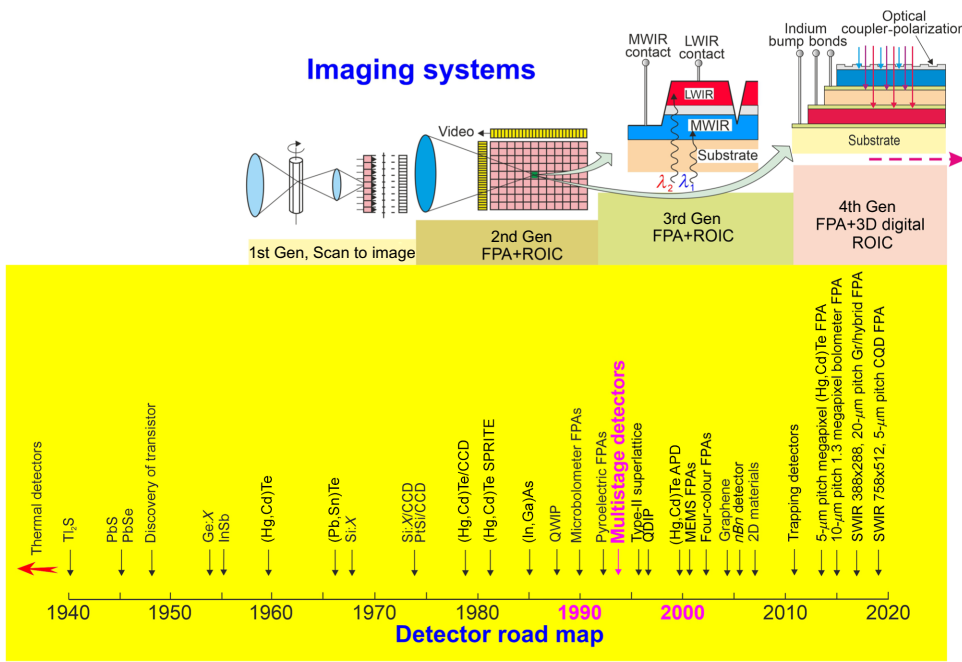 Imaging systems
MWIR
contact
LWIR
contact
Indium
bump bonds
Optical
coupler-polarization
LWIR
MWIR
Substrate
λ2 λ1
Substrate
Video
1st Gen, Scan to image
2nd Gen
FPA+ROIC
3rd Gen
FPA+ROIC
4th Gen
FPA+3D digital
ROIC
Thermal detectors
Tl2S
PbS
PbSe
Discovery of transistor
Ge:X
InSb
(Hg,Cd)Te
(Pb,Sn)Te
Si:X
Si:X/CCD
PtSi/CCD
(Hg,Cd)Te/CCD
(Hg,Cd)Te SPRITE
(In,Ga)As
QWIP
Microbolometer FPAs
Pyroelectric FPAs
Multistage detectors
Type-II superlattice
QDIP
(Hg,Cd)Te APD
MEMS FPAs
Four-colour FPAs
Graphene
nBn detector
2D materials
Trapping detectors
5-μm pitch megapixel (Hg,Cd)Te FPA
10-μm pitch 1,3 megapixel bolometer FPA
SWIR 388x288, 20-μm pitch Gr/hybrid FPA
SWIR 758x512, 5-μm pitch CQD FPA
1940 1950 1960 1970 1980 1990 2000 2010 2020
Detector road map